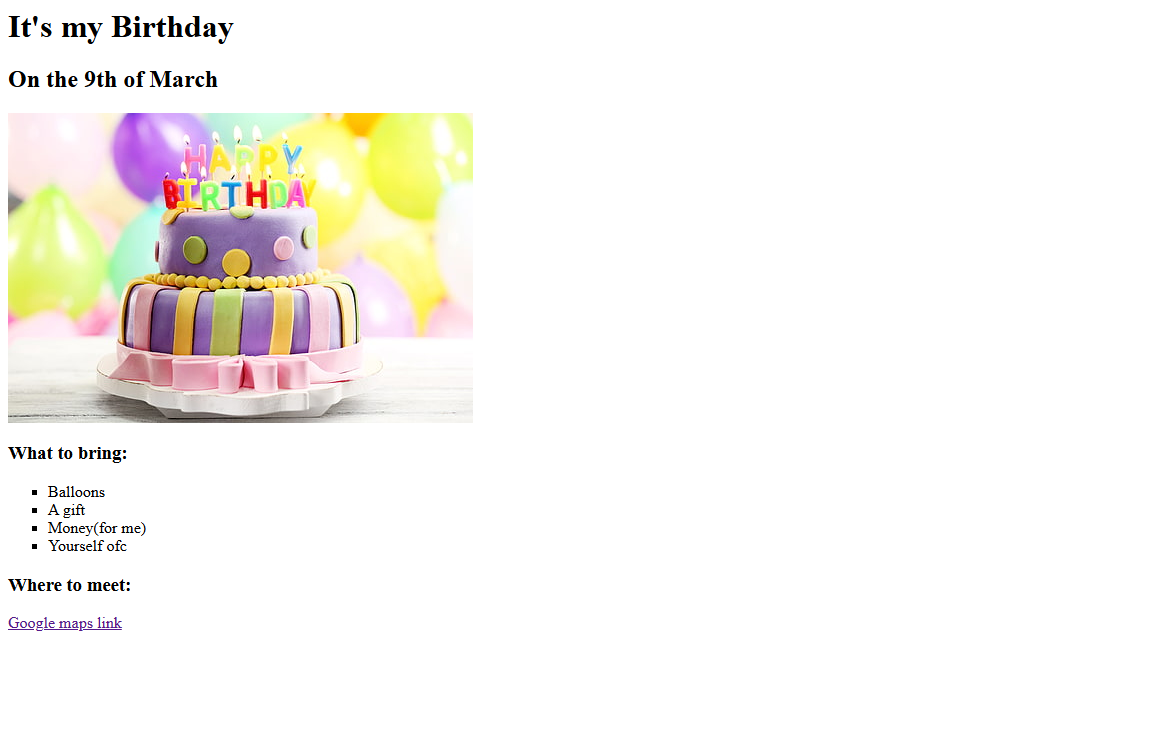 It's my Birthday
On the 9th of March
HAPPY
BIRTHDAY
What to bring:
Balloons
A gift
Money(for me)
Yourself ofc
Where to meet:
Google maps link